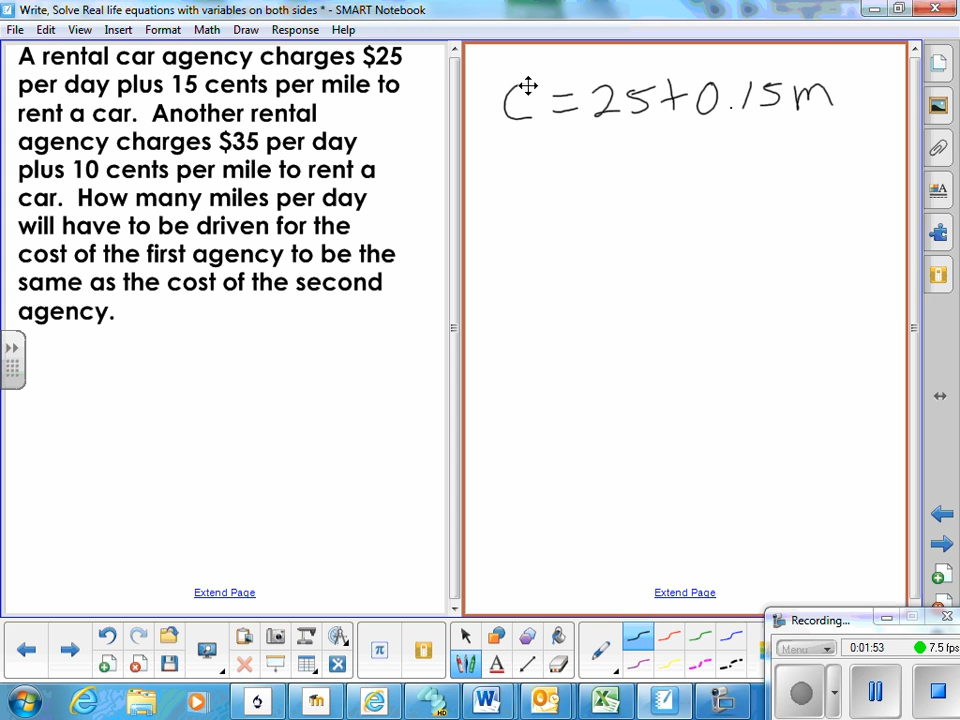 Write, Solve Real life equations with variables on both sides * - SMART Notebook
File Edit View Insert Format Math Draw Response Help
A rental car agency charges $25
per day plus 15 cents per mile to
rent a car. Another rental
agency charges $35 per day
plus 10 cents per mile to rent a
car. How many miles per day
will have to be driven for the
cost of the first agency to be the
same as the cost of the second
agency.
C = 25 + 0.15m
Extend Page
Extend Page
Recording...
Menu
0:01:53
7.5 fps